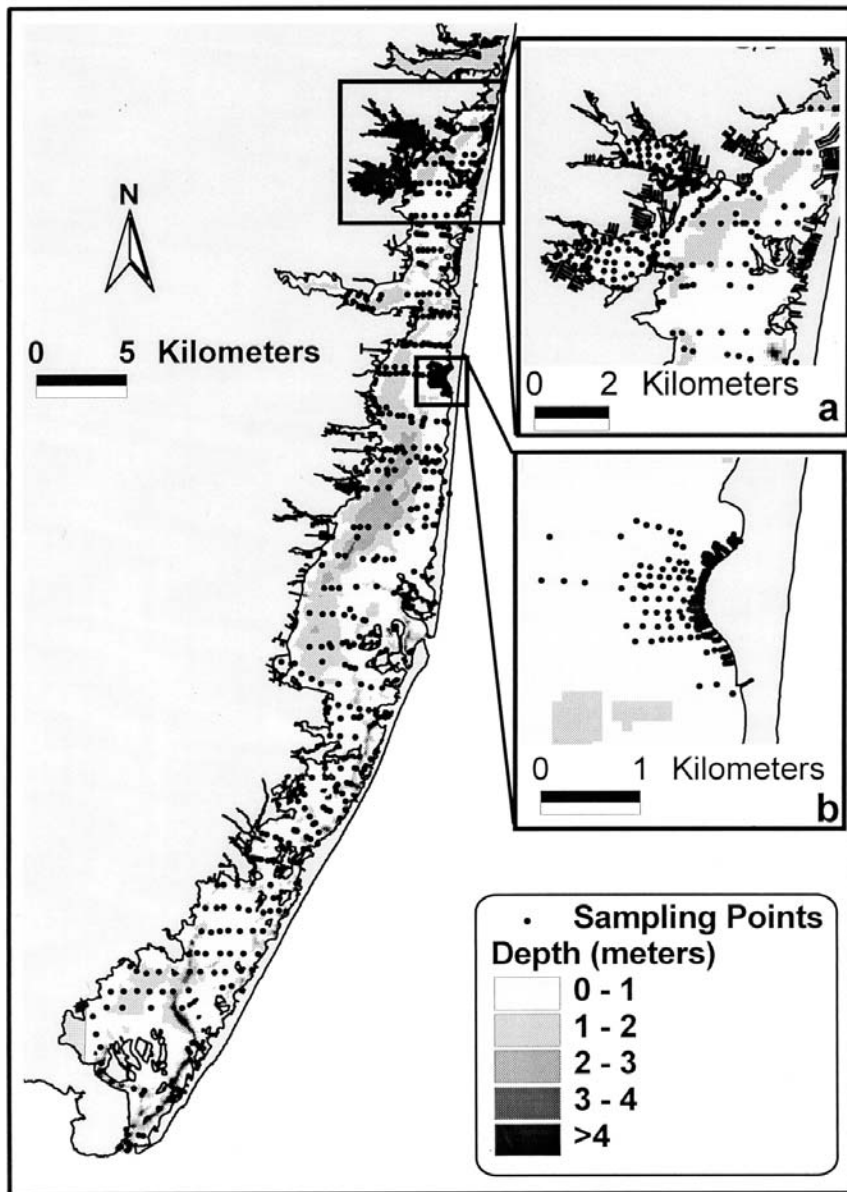 N
0 5 Kilometers
0 2 Kilometers
a
0 1 Kilometers
b
Sampling Points
Depth (meters)
0 - 1
1 - 2
2 - 3
3 - 4
>4